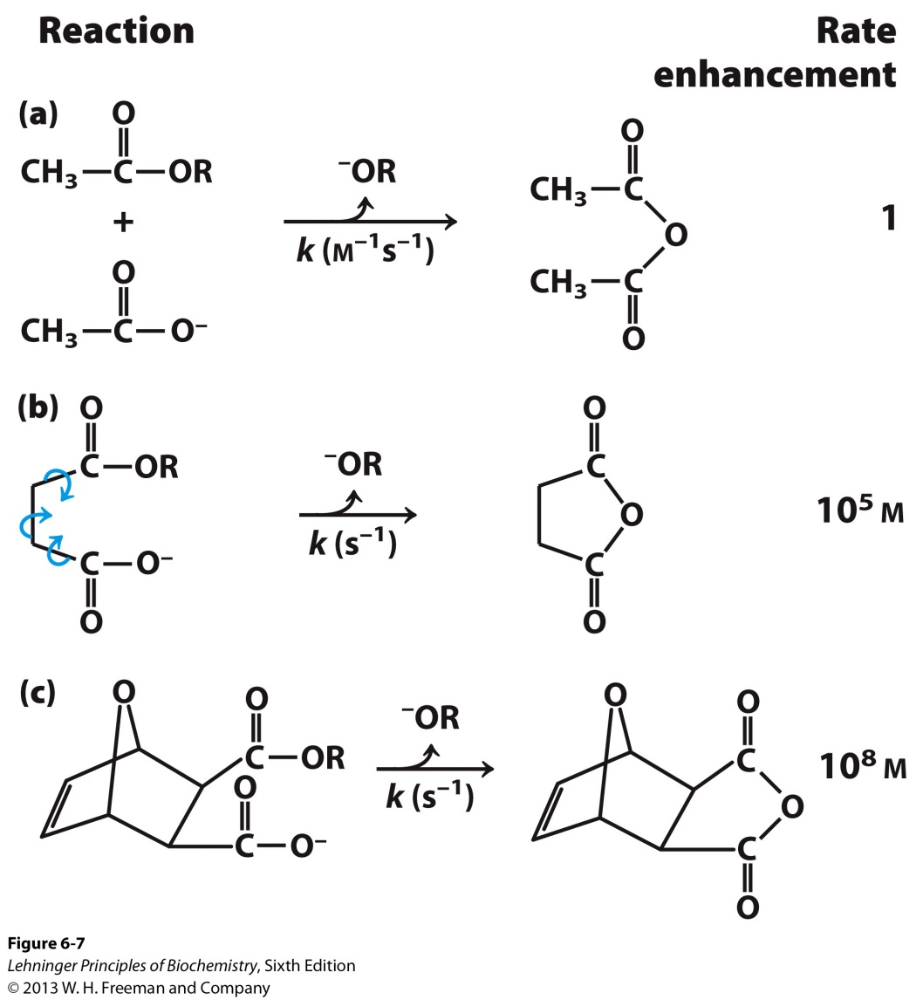 Reaction
Rate
enhancement
(a)
O
CH₃—C—OR
+
O
CH₃—C—O⁻
⁻OR
k (M⁻¹s⁻¹)
O
CH₃—C
O
CH₃—C
O
1
(b)
O
C—OR
C—O⁻
O
⁻OR
k (s⁻¹)
O
C
O
C
O
10⁵ M
(c)
O
O
C—OR
O
C—O⁻
⁻OR
k (s⁻¹)
O
O
C
O
C
O
10⁸ M
Figure 6-7
Lehninger Principles of Biochemistry, Sixth Edition
© 2013 W. H. Freeman and Company